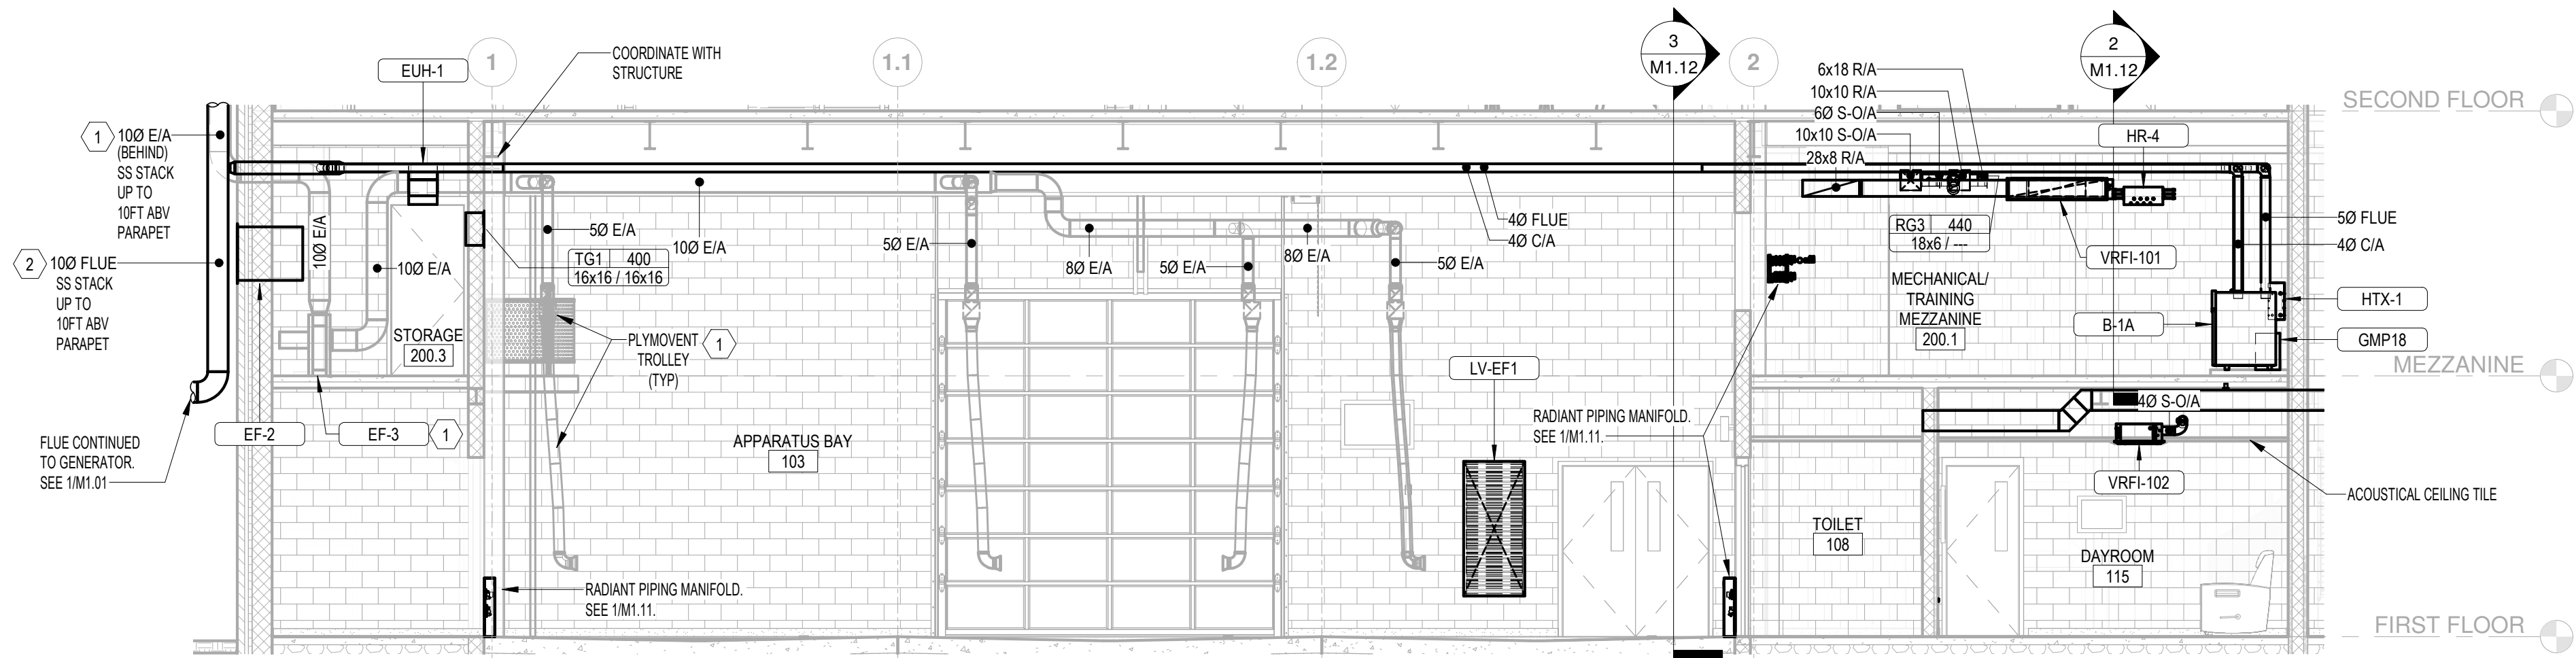 1
1.1
1.2
3
M1.12
2
2
M1.12
SECOND FLOOR
MEZZANINE
FIRST FLOOR
EUH-1
COORDINATE WITH
STRUCTURE
1
10Ø E/A
(BEHIND)
SS STACK
UP TO
10FT ABV
PARAPET
2
10Ø FLUE
SS STACK
UP TO
10FT ABV
PARAPET
FLUE CONTINUED
TO GENERATOR.
SEE 1/M1.01
10Ø E/A
10Ø E/A
STORAGE
200.3
EF-2
EF-3
1
5Ø E/A
TG1 400
16x16 / 16x16
10Ø E/A
PLYMOVENT
TROLLEY
(TYP)
1
APPARATUS BAY
103
RADIANT PIPING MANIFOLD.
SEE 1/M1.11.
5Ø E/A
8Ø E/A
5Ø E/A
8Ø E/A
5Ø E/A
4Ø FLUE
4Ø C/A
LV-EF1
RADIANT PIPING MANIFOLD.
SEE 1/M1.11.
6x18 R/A
10x10 R/A
6Ø S-O/A
10x10 S-O/A
28x8 R/A
HR-4
RG3 440
18x6 / ---
VRFI-101
MECHANICAL/
TRAINING
MEZZANINE
200.1
5Ø FLUE
4Ø C/A
HTX-1
B-1A
GMP18
4Ø S-O/A
VRFI-102
ACOUSTICAL CEILING TILE
TOILET
108
DAYROOM
115